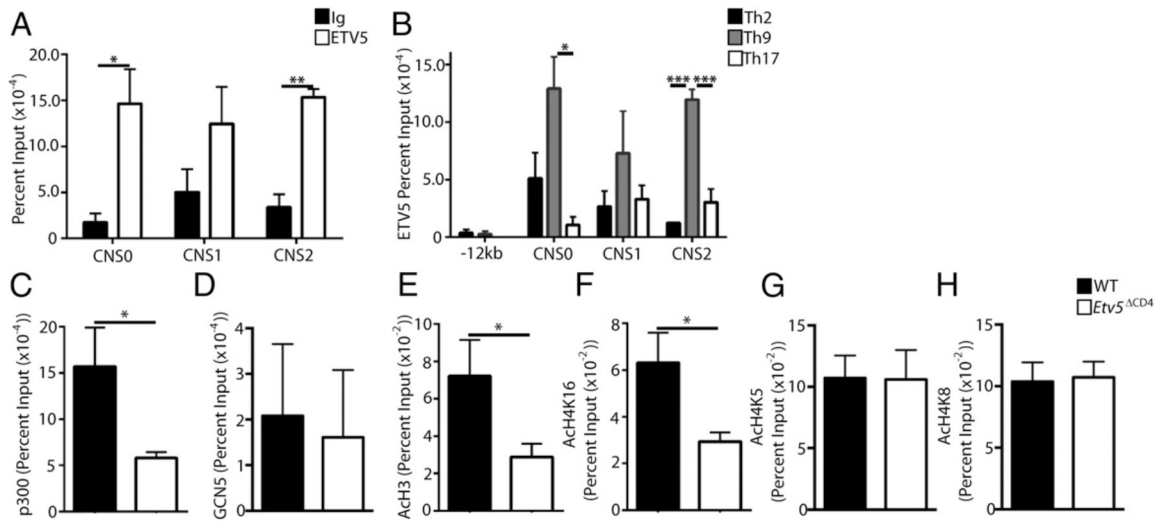 A
Ig
ETV5
Percent Input (x10-4)
20.0
15.0
10.0
5.0
0
*
**
CNS0
CNS1
CNS2
B
Th2
Th9
Th17
ETV5 Percent Input (x10-4)
15.0
10.0
5.0
0
*
*** ***
-12kb
CNS0
CNS1
CNS2
C
p300 (Percent Input (x10-4))
20
15
10
5
0
*
D
GCN5 (Percent Input (x10-4))
4
3
2
1
0
E
AcH3 (Percent Input (x10-2))
10
8
6
4
2
0
*
F
AcH4K16
(Percent Input (x10-2))
8
6
4
2
0
*
G
AcH4K5
(Percent Input (x10-2))
15
10
5
0
H
WT
Etv5 ΔCD4
AcH4K8
(Percent Input (x10-2))
15
10
5
0